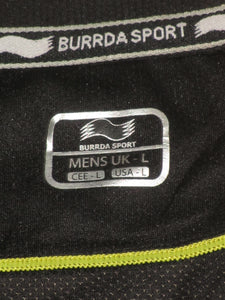 BURRDA SPORT
BURRDA SPORT
MENS UK - L
CEE - L USA - L